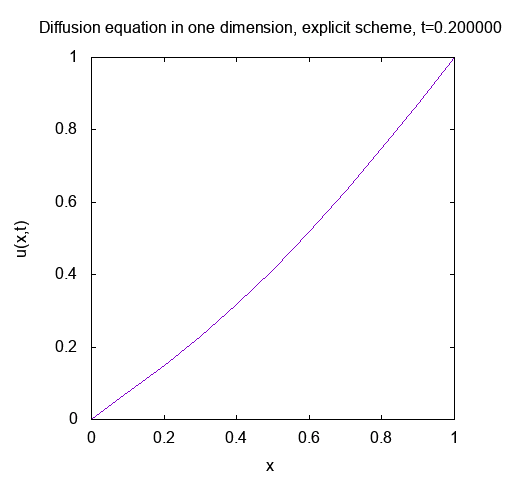 Diffusion equation in one dimension, explicit scheme, t=0.200000
1
0.8
0.6
u(x,t)
0.4
0.2
0
0 0.2 0.4 0.6 0.8 1
x